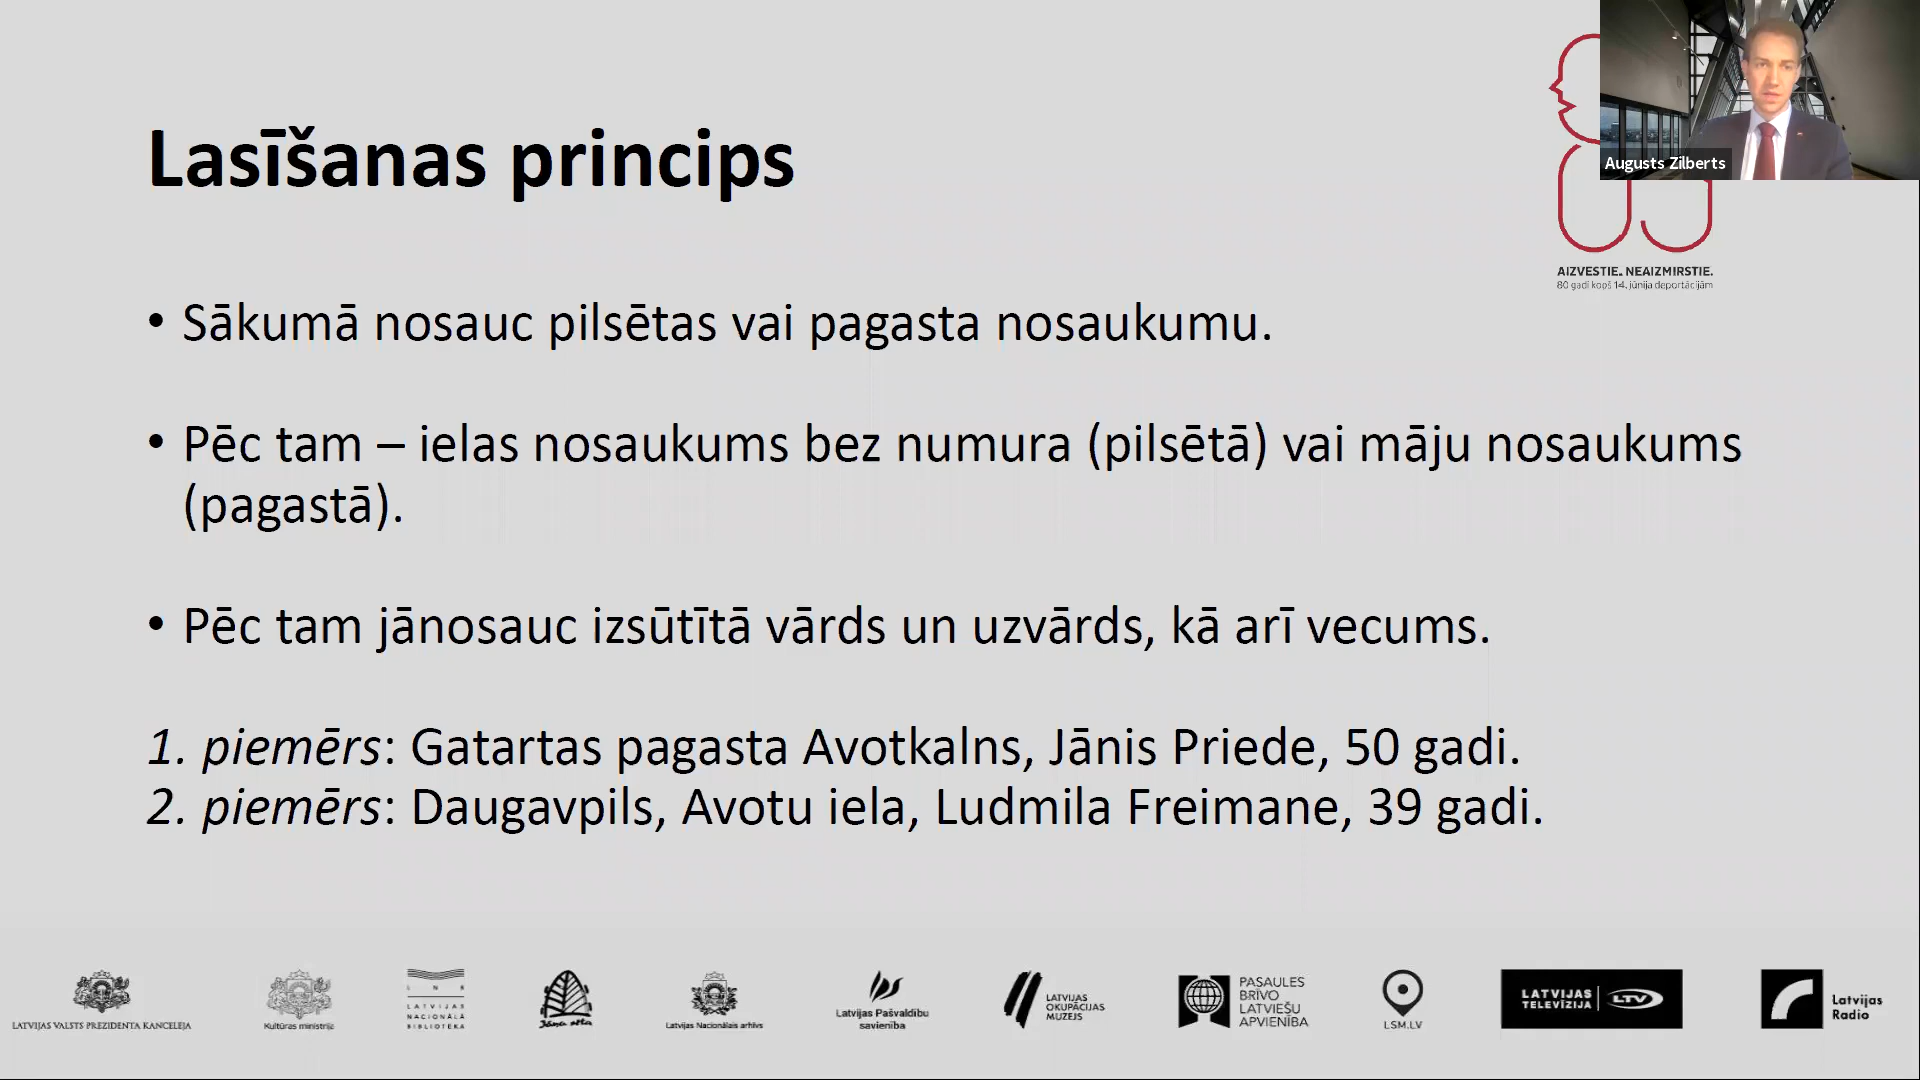 Augusts Zilberts
Lasīšanas princips
AIZVESTIE. NEAIZMIRSTIE.
80 gadi kopš 14. jūnija deportācijām
• Sākumā nosauc pilsētas vai pagasta nosaukumu.
• Pēc tam – ielas nosaukums bez numura (pilsētā) vai māju nosaukums
(pagastā).
• Pēc tam jānosauc izsūtītā vārds un uzvārds, kā arī vecums.
1. piemērs: Gatartas pagasta Avotkalns, Jānis Priede, 50 gadi.
2. piemērs: Daugavpils, Avotu iela, Ludmila Freimane, 39 gadi.
LATVIJAS VALSTS PREZIDENTA KANCELEJA
Kultūras ministrija
L N B
LATVIJAS
NACIONĀLĀ
BIBLIOTEKA
Jāņa sēta
Latvijas Nacionālais arhīvs
Latvijas Pašvaldību
savienība
LATVIJAS
OKUPĀCIJAS
MUZEJS
PASAULES
BRĪVO
LATVIEŠU
APVIENĪBA
LSM.LV
LATVIJAS
TELEVĪZIJA
LTV
Latvijas
Radio